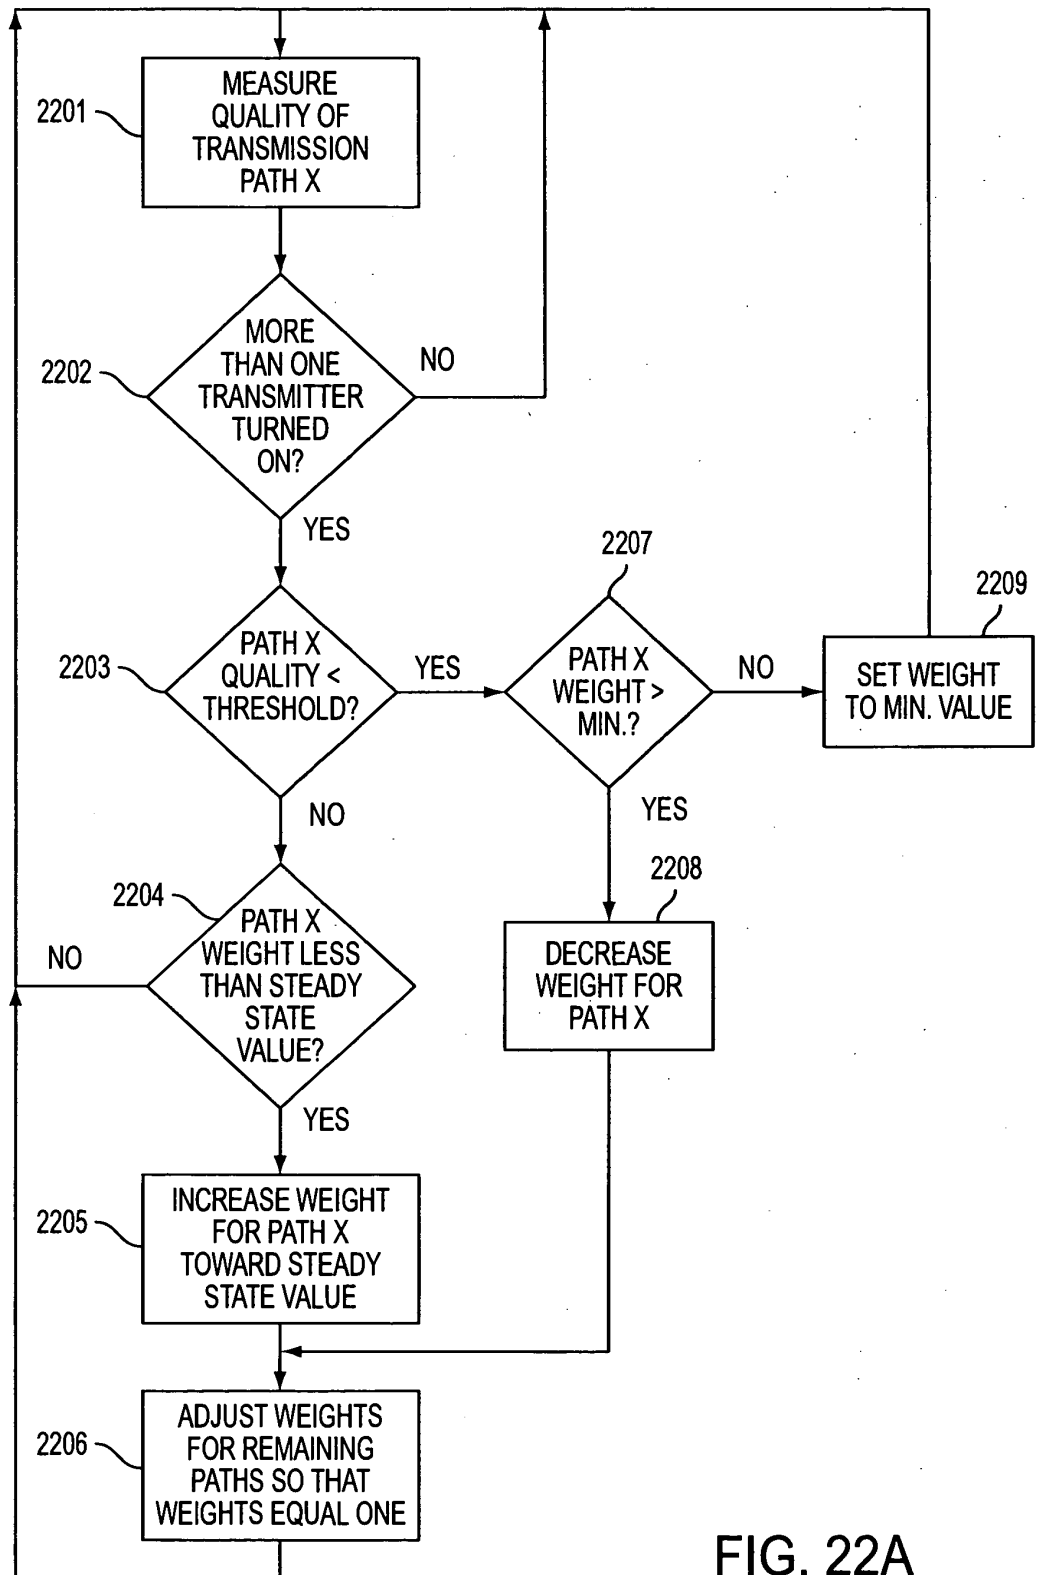 2201
MEASURE
QUALITY OF
TRANSMISSION
PATH X
2202
MORE
THAN ONE
TRANSMITTER
TURNED
ON?
NO
YES
2203
PATH X
QUALITY <
THRESHOLD?
YES
NO
2207
PATH X
WEIGHT >
MIN.?
NO
YES
2209
SET WEIGHT
TO MIN. VALUE
2204
PATH X
WEIGHT LESS
THAN STEADY
STATE
VALUE?
NO
YES
2208
DECREASE
WEIGHT FOR
PATH X
2205
INCREASE WEIGHT
FOR PATH X
TOWARD STEADY
STATE VALUE
2206
ADJUST WEIGHTS
FOR REMAINING
PATHS SO THAT
WEIGHTS EQUAL ONE
FIG. 22A